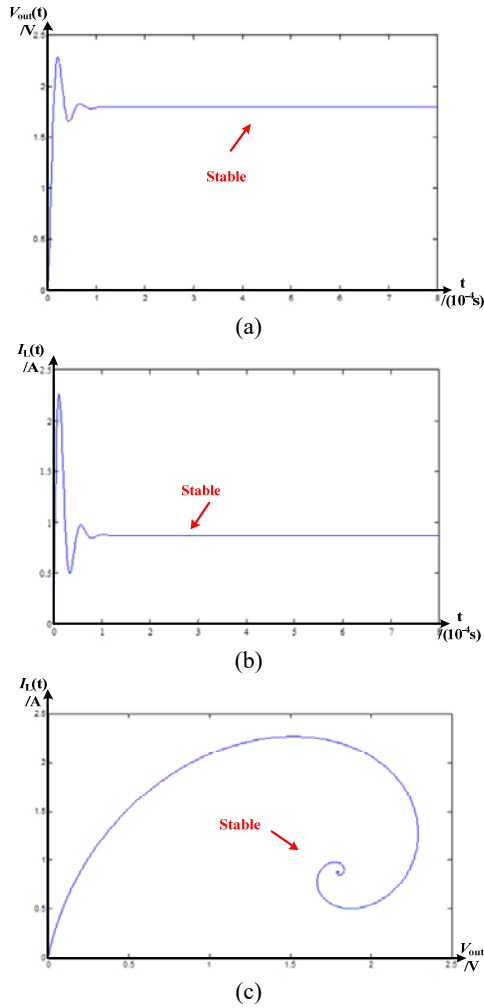 Vout(t)
/V
2.5
2
1.5
1
0.5
0
Stable
0 1 2 3 4 5 6 7 8
t
/(10-4s)
(a)
IL(t)
/A
2.5
2
1.5
1
0.5
0
Stable
0 1 2 3 4 5 6 7
t
/(10-4s)
(b)
IL(t)
/A
2.5
2
1.5
1
0.5
0
Stable
0 0.5 1 1.5 2 2.5
Vout
/V
(c)